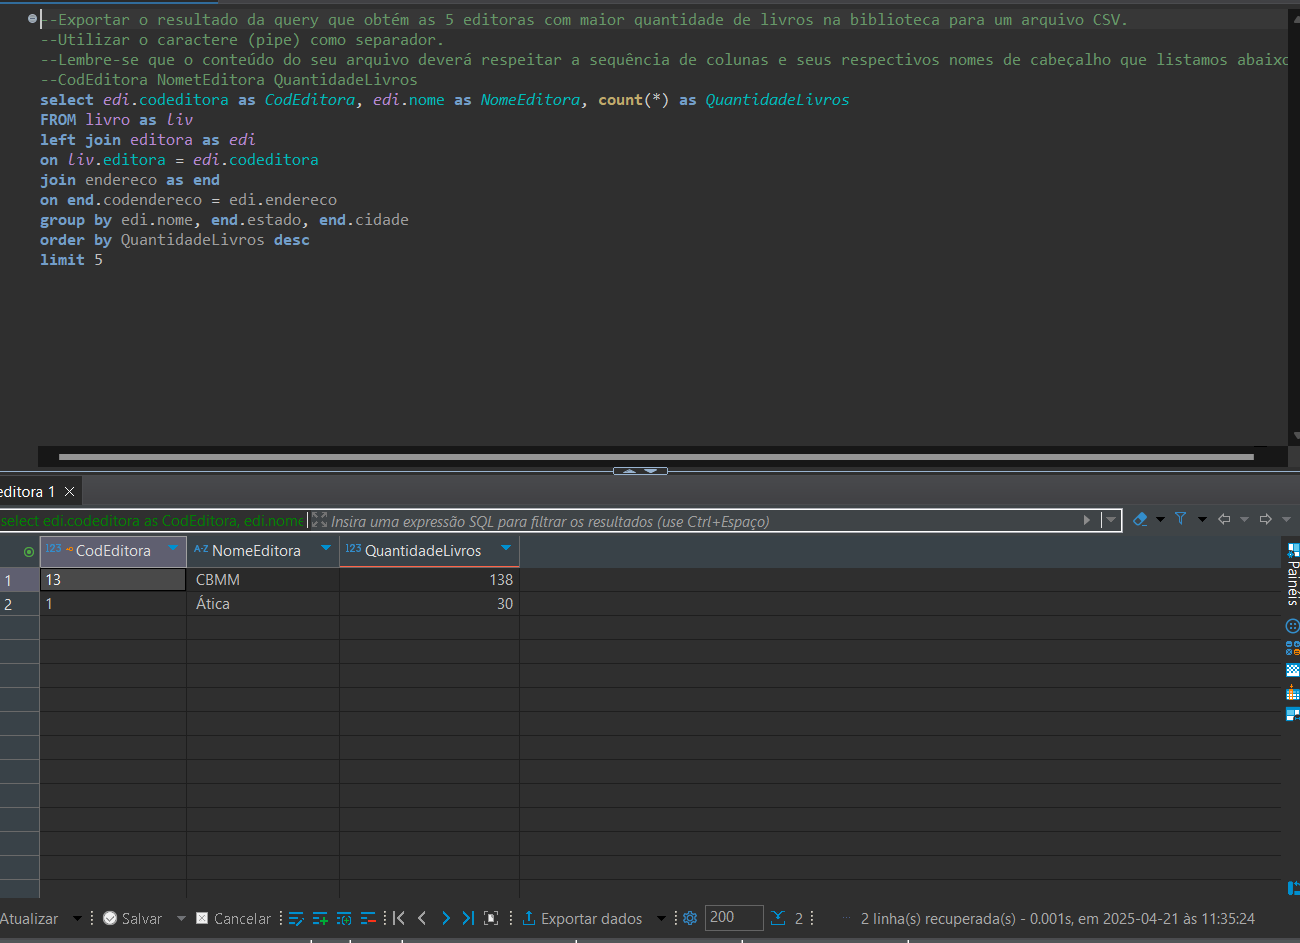 --Exportar o resultado da query que obtém as 5 editoras com maior quantidade de livros na biblioteca para um arquivo CSV.
--Utilizar o caractere (pipe) como separador.
--Lembre-se que o conteúdo do seu arquivo deverá respeitar a sequência de colunas e seus respectivos nomes de cabeçalho que listamos abaixo
--CodEditora NometEditora QuantidadeLivros
select edi.codeditora as CodEditora, edi.nome as NomeEditora, count(*) as QuantidadeLivros
FROM livro as liv
left join editora as edi
on liv.editora = edi.codeditora
join endereco as end
on end.codendereco = edi.endereco
group by edi.nome, end.estado, end.cidade
order by QuantidadeLivros desc
limit 5
editora 1
select edi.codeditora as CodEditora, edi.nome Insira uma expressão SQL para filtrar os resultados (use Ctrl+Espaço)
123 CodEditora A-Z NomeEditora 123 QuantidadeLivros
1 13 CBMM 138
2 1 Ática 30
Painéis
Atualizar Salvar Cancelar Exportar dados 200 2 2 linha(s) recuperada(s) - 0.001s, em 2025-04-21 às 11:35:24